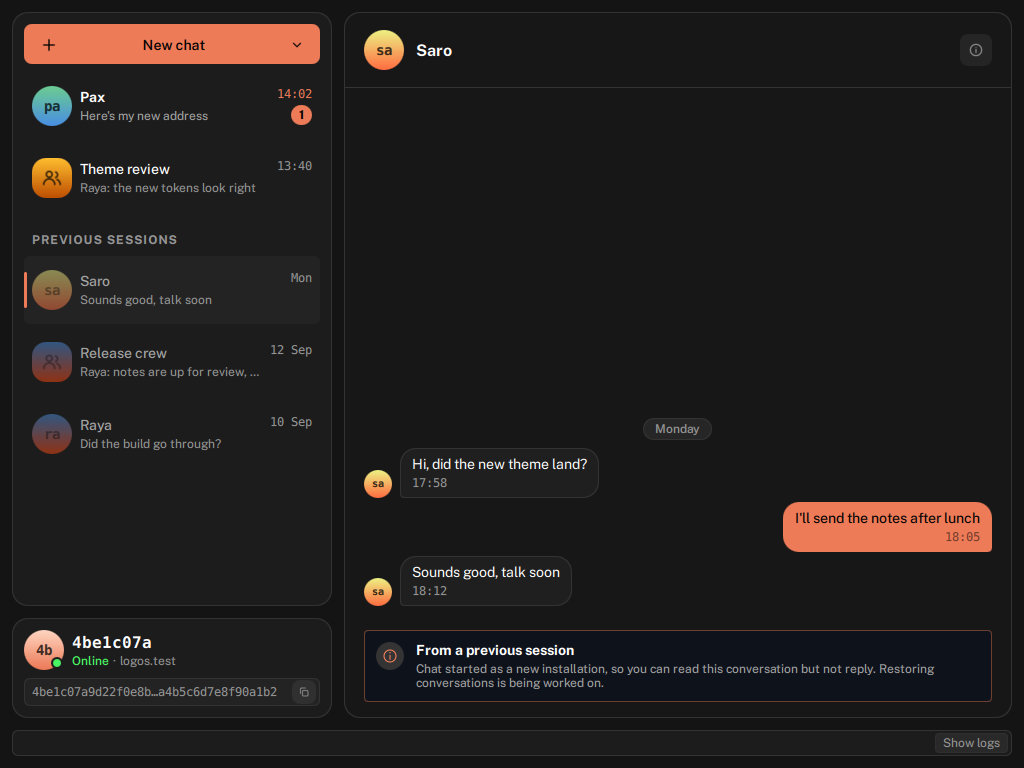 New chat
pa
Pax
14:02
Here's my new address
1
Theme review
13:40
Raya: the new tokens look right
PREVIOUS SESSIONS
sa
Saro
Mon
Sounds good, talk soon
Release crew
12 Sep
Raya: notes are up for review, ...
ra
Raya
10 Sep
Did the build go through?
4b
4be1c07a
Online · logos.test
4be1c07a9d22f0e8b…a4b5c6d7e8f90a1b2
sa
Saro
Monday
Hi, did the new theme land?
sa
17:58
I'll send the notes after lunch
18:05
Sounds good, talk soon
sa
18:12
From a previous session
Chat started as a new installation, so you can read this conversation but not reply. Restoring
conversations is being worked on.
Show logs